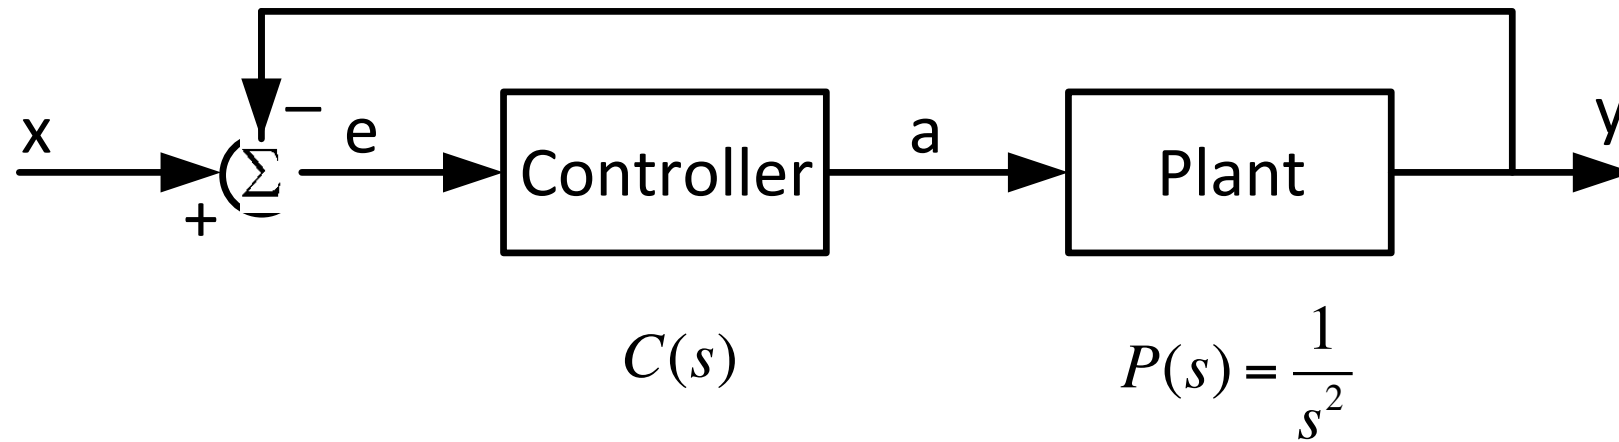 −
x e a y
Σ Controller Plant
+
C(s) P(s) = 1/s²